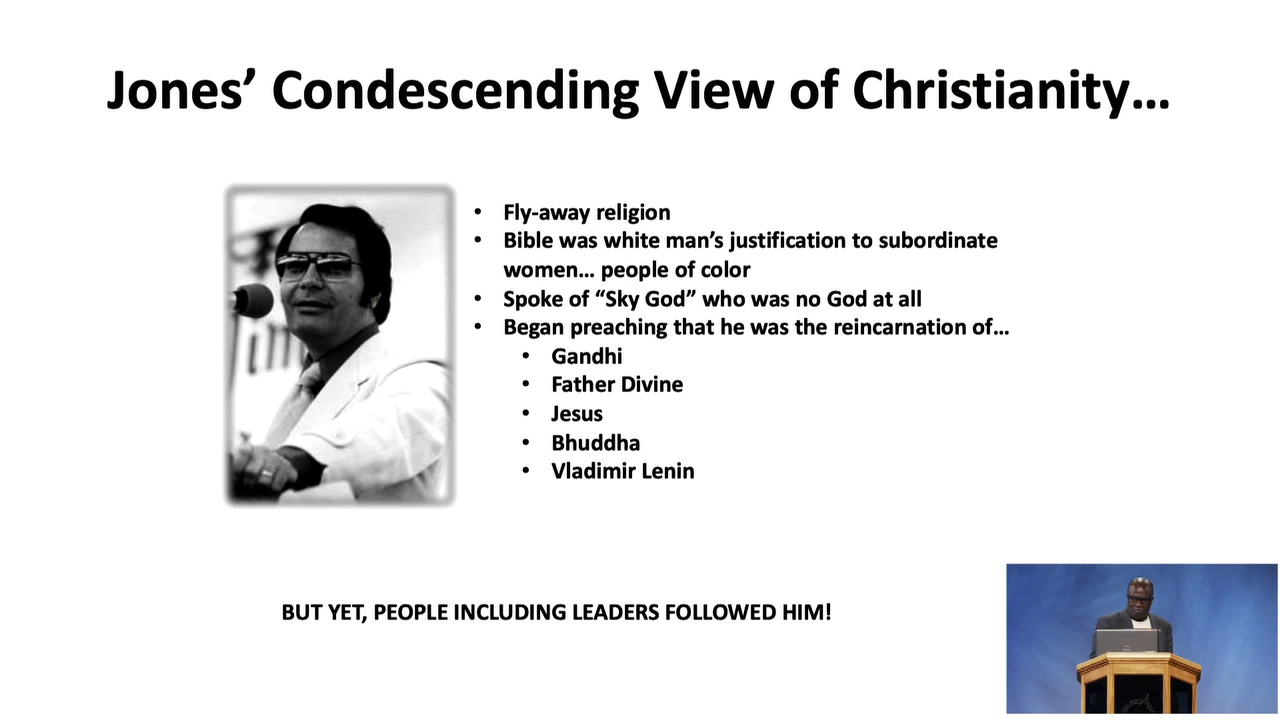 Jones’ Condescending View of Christianity…
• Fly-away religion
• Bible was white man’s justification to subordinate
women… people of color
• Spoke of “Sky God” who was no God at all
• Began preaching that he was the reincarnation of…
• Gandhi
• Father Divine
• Jesus
• Bhuddha
• Vladimir Lenin
BUT YET, PEOPLE INCLUDING LEADERS FOLLOWED HIM!